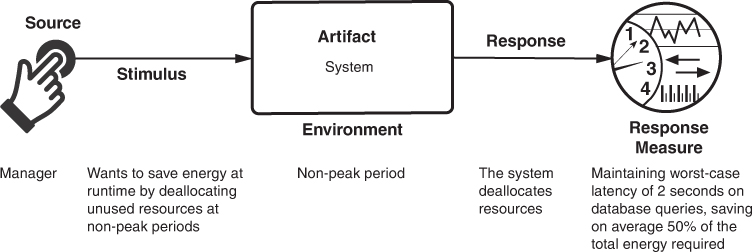 Source
Stimulus
Artifact
System
Environment
Response
1
2
3
4
Response
Measure
Manager
Wants to save energy at
runtime by deallocating
unused resources at
non-peak periods
Non-peak period
The system
deallocates
resources
Maintaining worst-case
latency of 2 seconds on
database queries, saving
on average 50% of the
total energy required